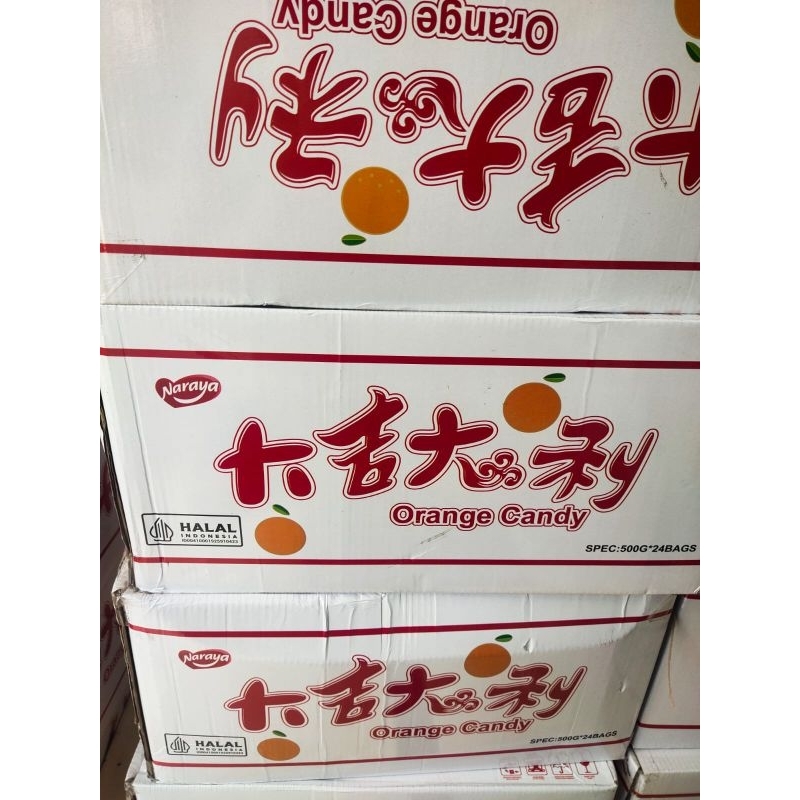 Orange Candy
大吉大利
Naraya
大吉大利
Orange Candy
HALAL
INDONESIA
SPEC:500G*24BAGS
Naraya
大吉大利
Orange Candy
HALAL
INDONESIA
SPEC:500G*24BAGS